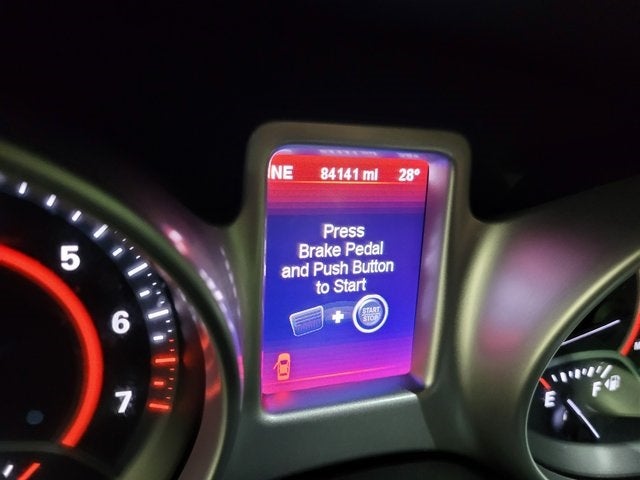 NE 84141 mi 28°
Press
Brake Pedal
and Push Button
to Start
START
STOP
5
6
7
E F